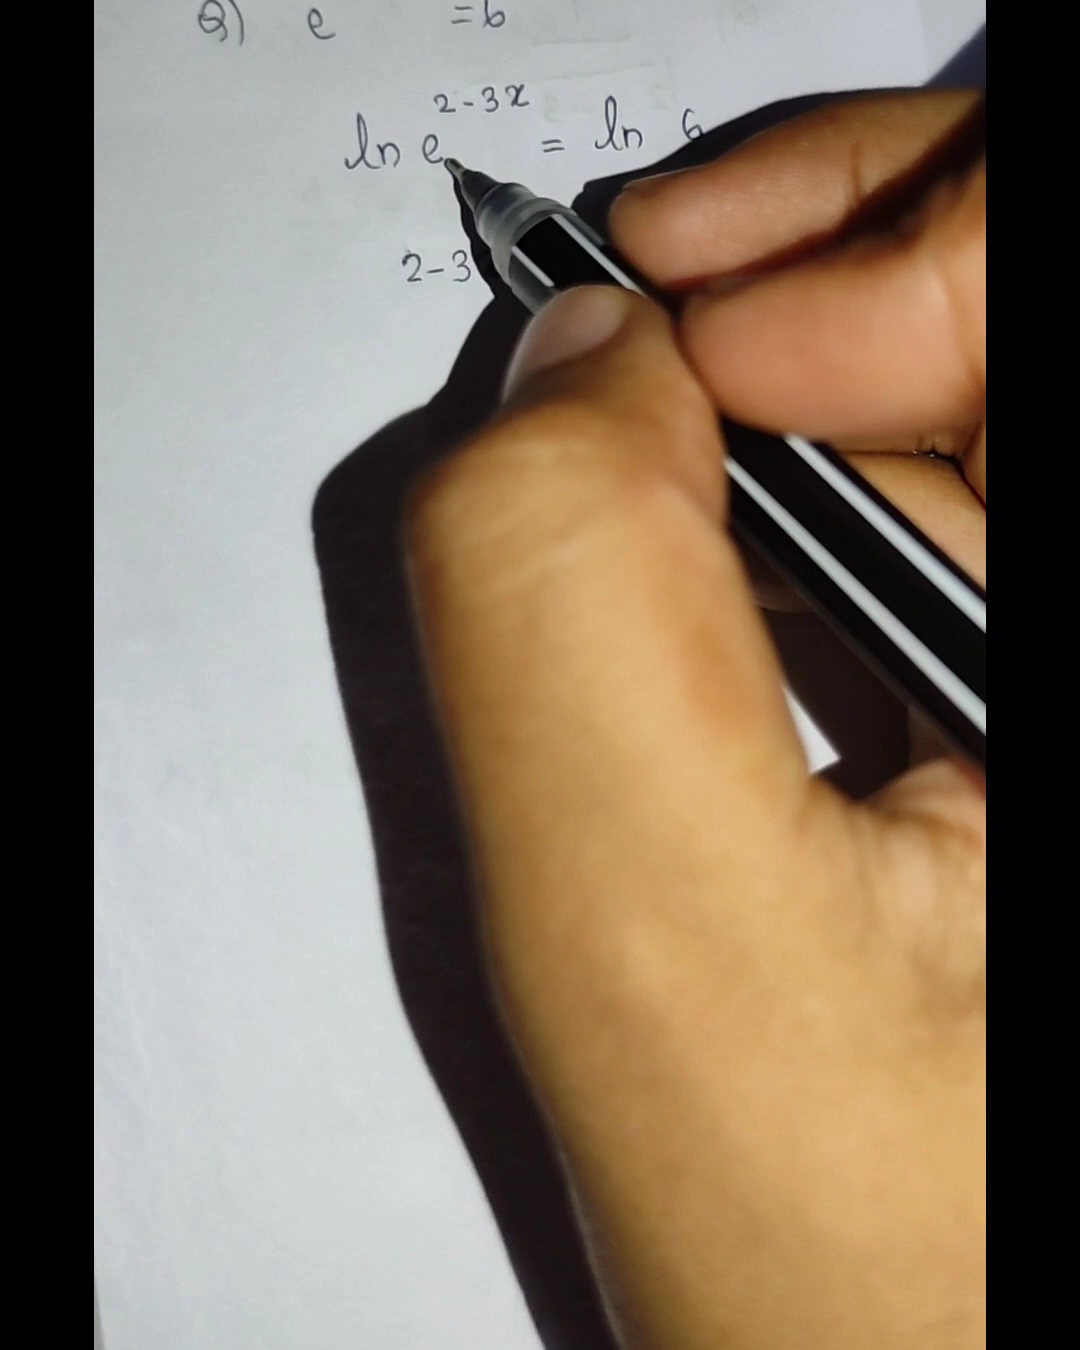 Q) e = 6
ln e^{2-3x} = ln 6
2-3